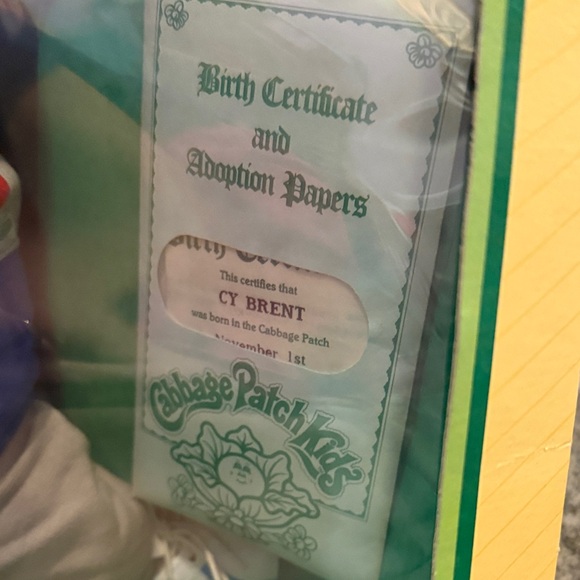 Birth Certificate
and
Adoption Papers
This certifies that
CY BRENT
was born in the Cabbage Patch
November 1st
Cabbage Patch Kids